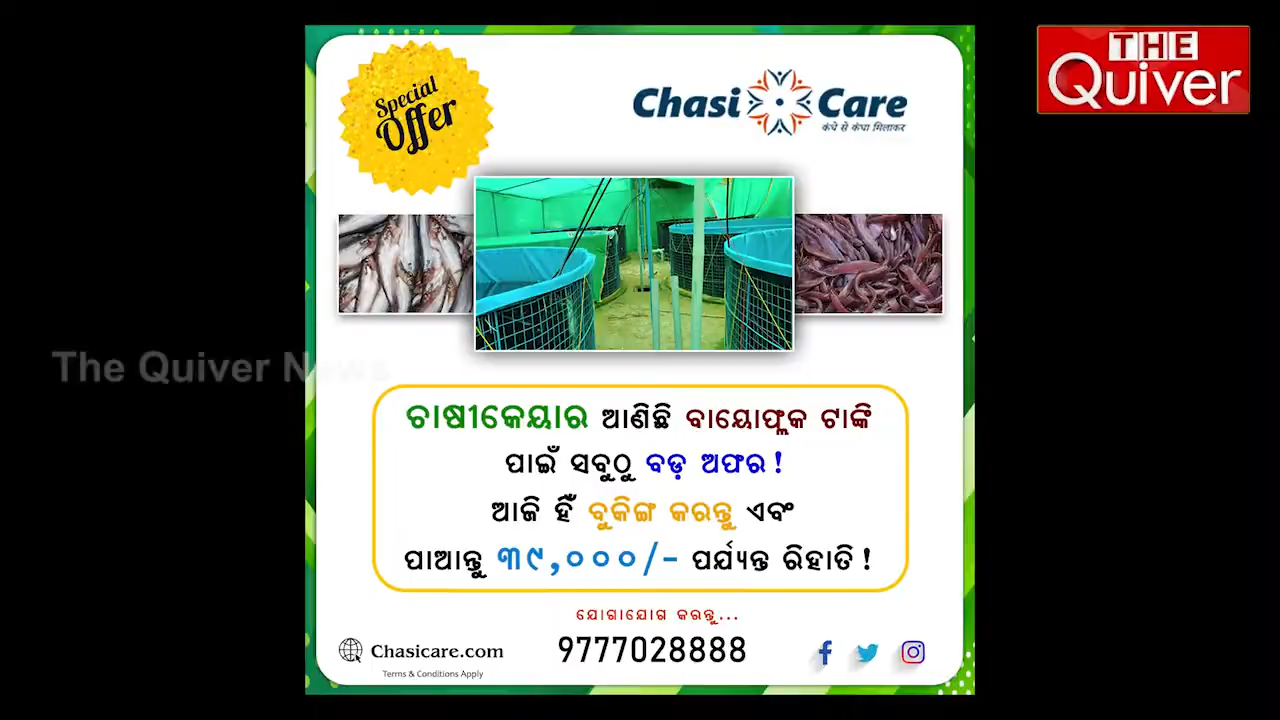 THE
Quiver
Special
Offer
Chasi Care
कंधे से कंधा मिलाकर
The Quiver News
ଚାଷୀକେୟାର ଆଣିଛି ବାୟୋଫ୍ଲକ ଟାଙ୍କି
ପାଇଁ ସବୁଠୁ ବଡ଼ ଅଫର !
ଆଜି ହିଁ ବୁକିଙ୍ଗ କରନ୍ତୁ ଏବଂ
ପାଆନ୍ତୁ ୩୯,୦୦୦/- ପର୍ଯ୍ୟନ୍ତ ରିହାତି !
ଯୋଗାଯୋଗ କରନ୍ତୁ...
Chasicare.com
9777028888
Terms & Conditions Apply